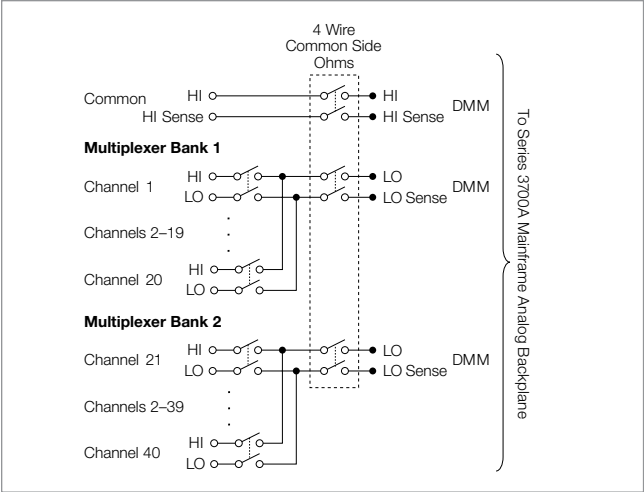 4 Wire
Common Side
Ohms
Common HI HI
HI Sense HI Sense DMM
Multiplexer Bank 1
Channel 1 HI LO
LO LO Sense DMM
Channels 2–19
Channel 20 HI
LO
Multiplexer Bank 2
Channel 21 HI LO
LO LO Sense DMM
Channels 2–39
Channel 40 HI
LO
To Series 3700A Mainframe Analog Backplane